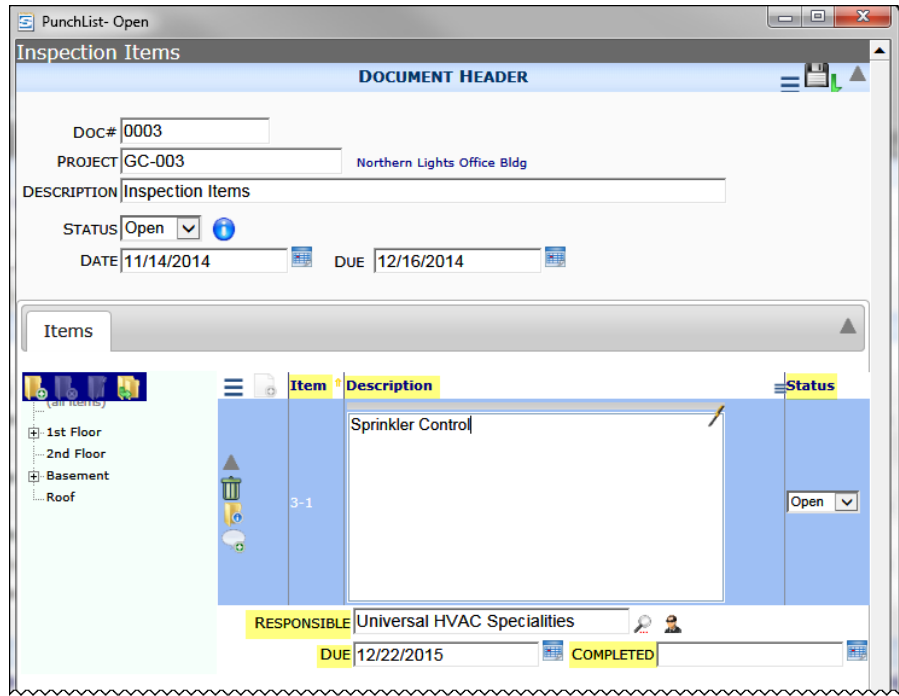 PunchList- Open
Inspection Items
DOCUMENT HEADER
DOC# 0003
PROJECT GC-003 Northern Lights Office Bldg
DESCRIPTION Inspection Items
STATUS Open
DATE 11/14/2014 DUE 12/16/2014
Items
Item Description Status
(all items)
1st Floor
2nd Floor
Basement
Roof
3-1 Sprinkler Control Open
RESPONSIBLE Universal HVAC Specialities
DUE 12/22/2015 COMPLETED